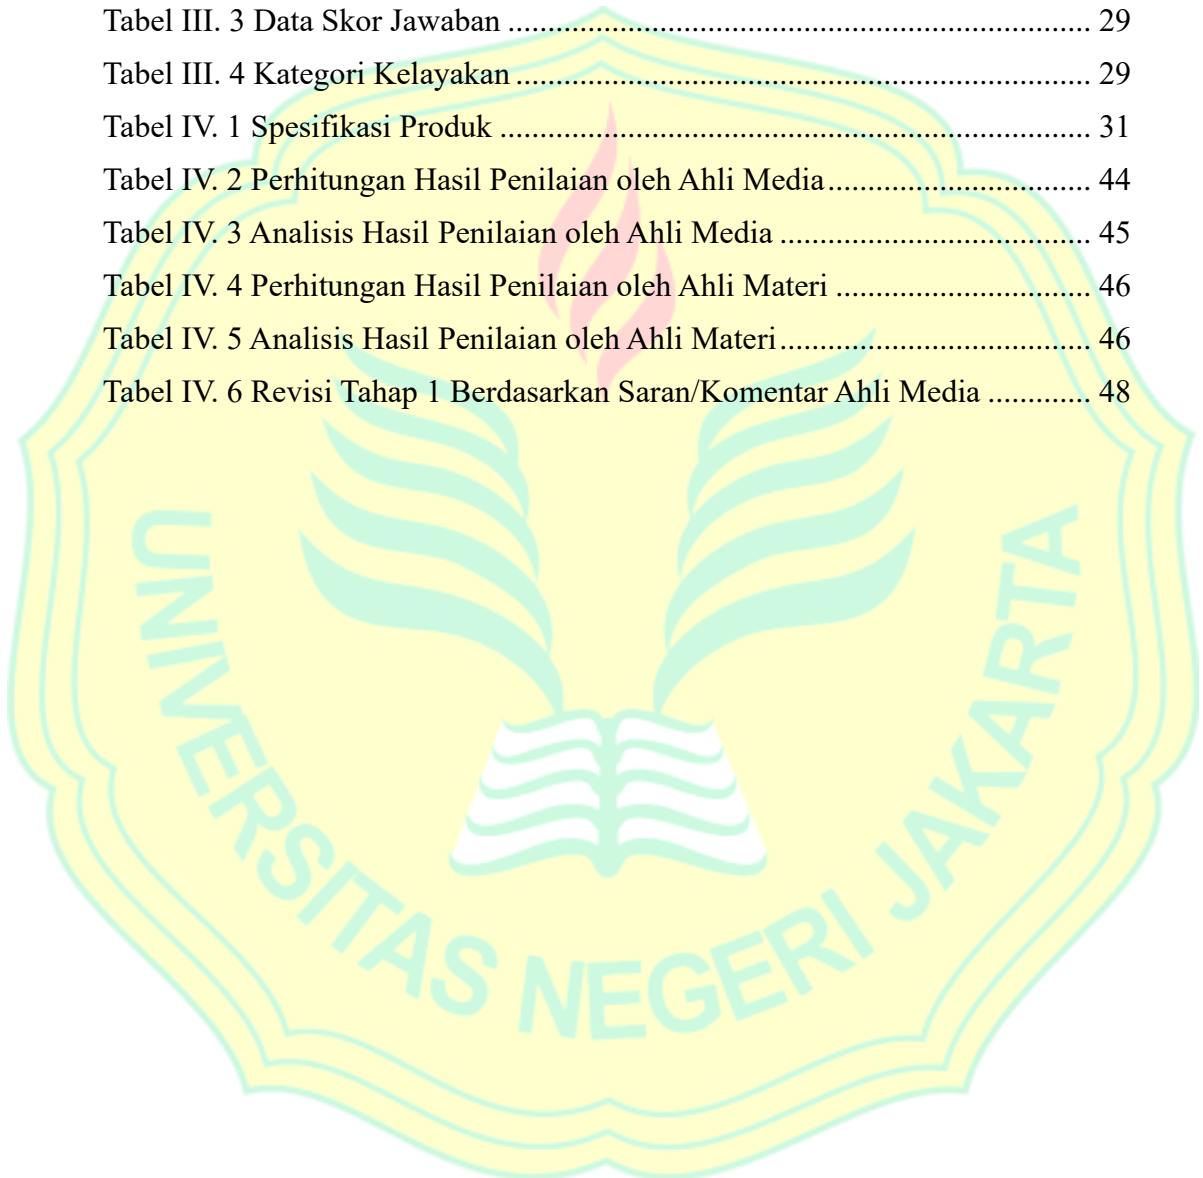 Tabel III. 3 Data Skor Jawaban ........................................................................ 29
Tabel III. 4 Kategori Kelayakan ....................................................................... 29
Tabel IV. 1 Spesifikasi Produk ......................................................................... 31
Tabel IV. 2 Perhitungan Hasil Penilaian oleh Ahli Media ................................ 44
Tabel IV. 3 Analisis Hasil Penilaian oleh Ahli Media ...................................... 45
Tabel IV. 4 Perhitungan Hasil Penilaian oleh Ahli Materi ............................... 46
Tabel IV. 5 Analisis Hasil Penilaian oleh Ahli Materi ...................................... 46
Tabel IV. 6 Revisi Tahap 1 Berdasarkan Saran/Komentar Ahli Media ............. 48
UNIVERSITAS NEGERI JAKARTA